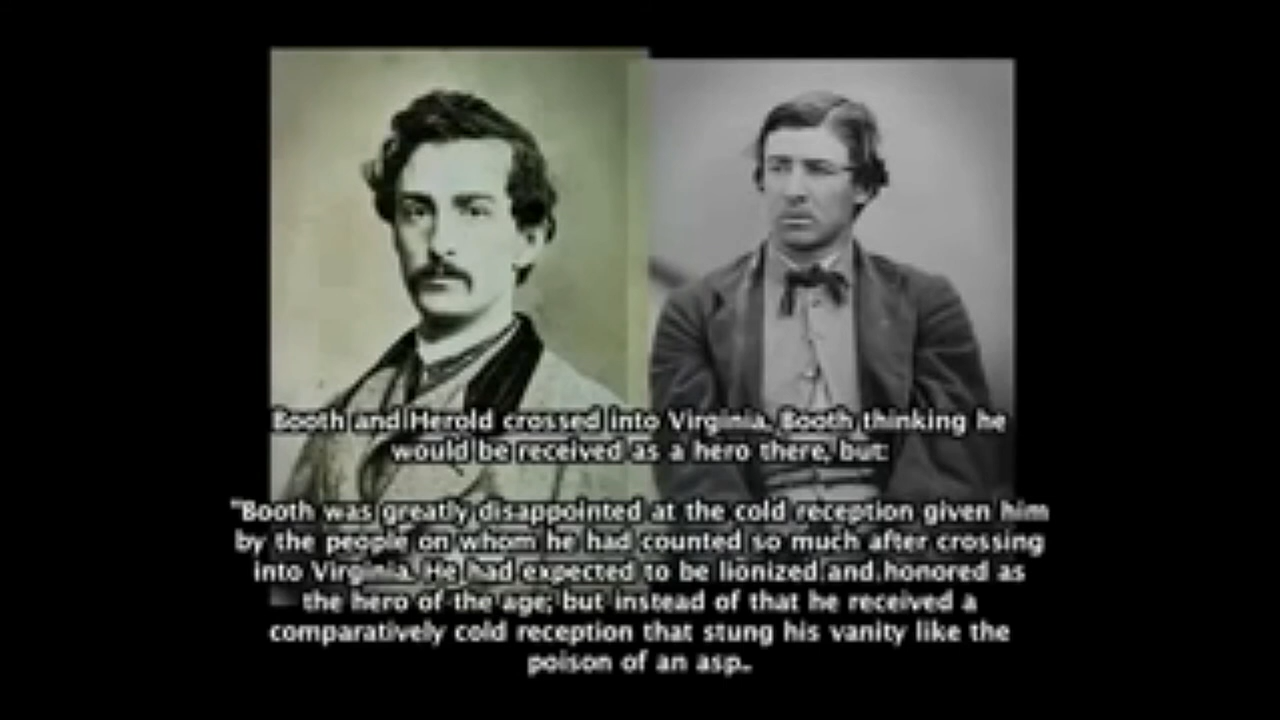 Booth and Herold crossed into Virginia. Booth thinking he
would be received as a hero there, but:
"Booth was greatly disappointed at the cold reception given him
by the people on whom he had counted so much after crossing
into Virginia. He had expected to be lionized and honored as
the hero of the age; but instead of that he received a
comparatively cold reception that stung his vanity like the
poison of an asp..